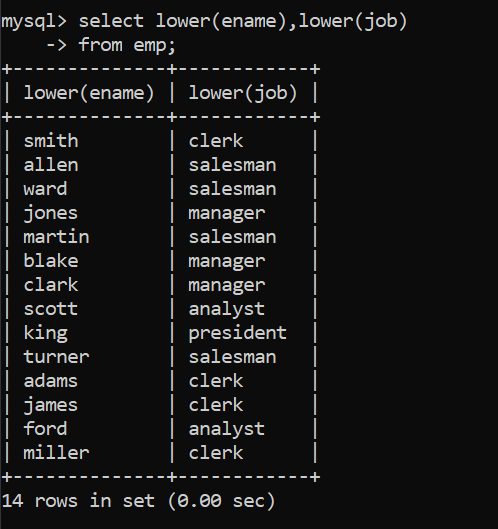 mysql> select lower(ename),lower(job)
    -> from emp;
+--------------+------------+
| lower(ename) | lower(job) |
+--------------+------------+
| smith        | clerk      |
| allen        | salesman   |
| ward         | salesman   |
| jones        | manager    |
| martin       | salesman   |
| blake        | manager    |
| clark        | manager    |
| scott        | analyst    |
| king         | president  |
| turner       | salesman   |
| adams        | clerk      |
| james        | clerk      |
| ford         | analyst    |
| miller       | clerk      |
+--------------+------------+
14 rows in set (0.00 sec)